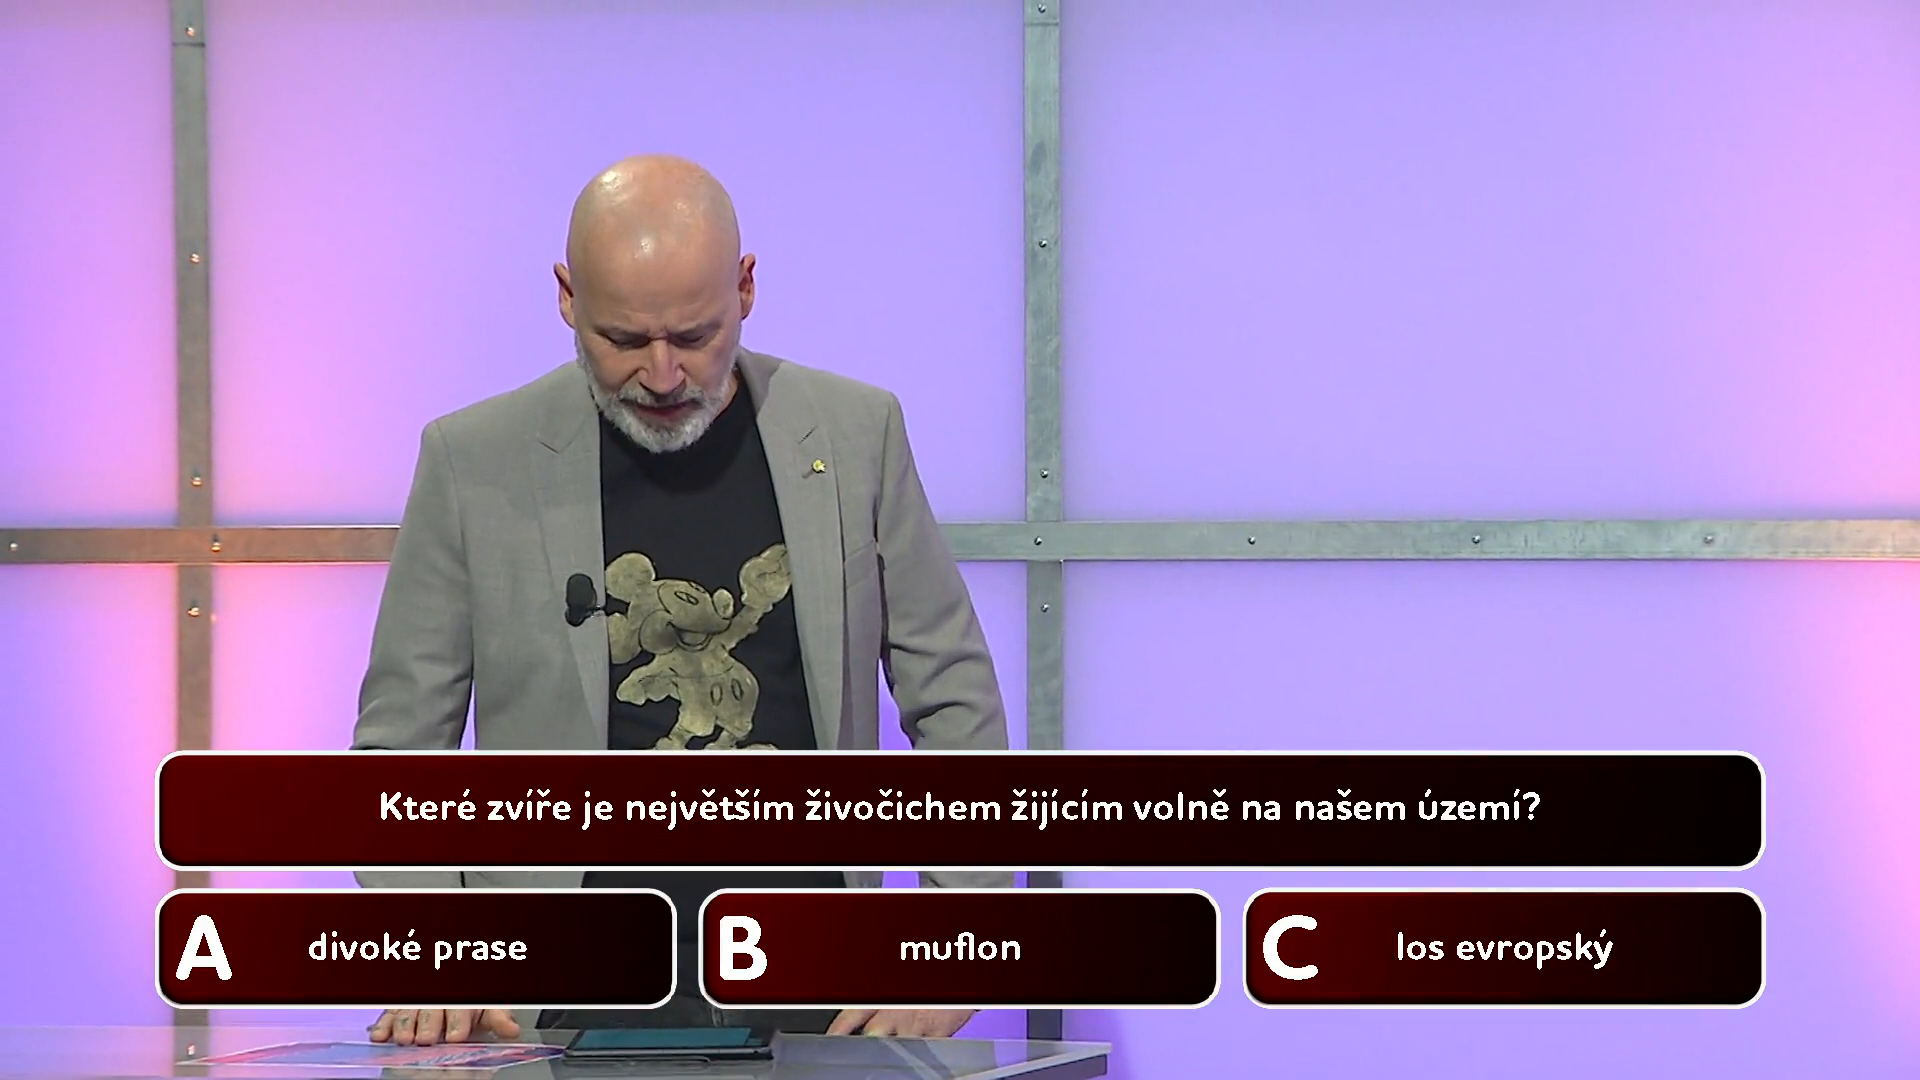 Které zvíře je největším živočichem žijícím volně na našem území?
A divoké prase
B muflon
C los evropský